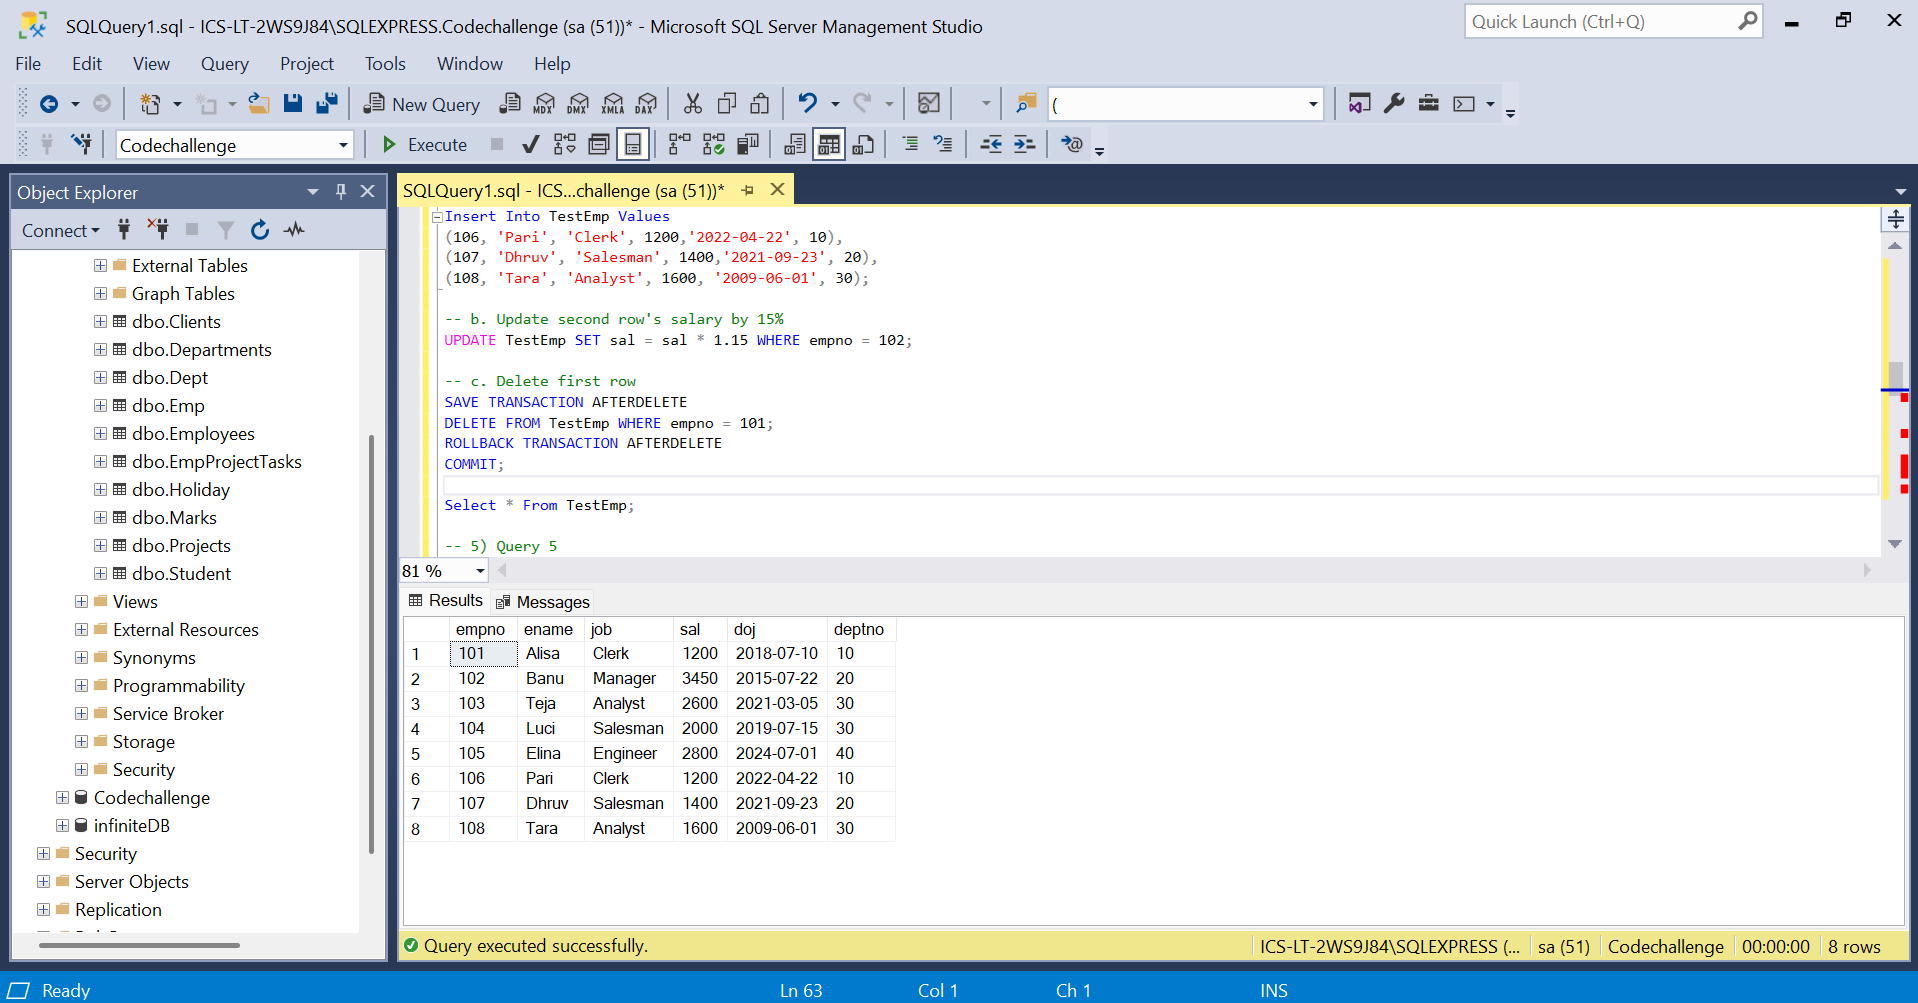 SQLQuery1.sql - ICS-LT-2WS9J84\SQLEXPRESS.Codechallenge (sa (51))* - Microsoft SQL Server Management Studio
Quick Launch (Ctrl+Q)
File Edit View Query Project Tools Window Help
New Query MDX DMX XMLA DAX (
Codechallenge Execute
Object Explorer
Connect
External Tables
Graph Tables
dbo.Clients
dbo.Departments
dbo.Dept
dbo.Emp
dbo.Employees
dbo.EmpProjectTasks
dbo.Holiday
dbo.Marks
dbo.Projects
dbo.Student
Views
External Resources
Synonyms
Programmability
Service Broker
Storage
Security
Codechallenge
infiniteDB
Security
Server Objects
Replication
SQLQuery1.sql - ICS...challenge (sa (51))*
Insert Into TestEmp Values
(106, 'Pari', 'Clerk', 1200,'2022-04-22', 10),
(107, 'Dhruv', 'Salesman', 1400,'2021-09-23', 20),
(108, 'Tara', 'Analyst', 1600, '2009-06-01', 30);
-- b. Update second row's salary by 15%
UPDATE TestEmp SET sal = sal * 1.15 WHERE empno = 102;
-- c. Delete first row
SAVE TRANSACTION AFTERDELETE
DELETE FROM TestEmp WHERE empno = 101;
ROLLBACK TRANSACTION AFTERDELETE
COMMIT;
Select * From TestEmp;
-- 5) Query 5
81 %
Results Messages
empno ename job sal doj deptno
1 101 Alisa Clerk 1200 2018-07-10 10
2 102 Banu Manager 3450 2015-07-22 20
3 103 Teja Analyst 2600 2021-03-05 30
4 104 Luci Salesman 2000 2019-07-15 30
5 105 Elina Engineer 2800 2024-07-01 40
6 106 Pari Clerk 1200 2022-04-22 10
7 107 Dhruv Salesman 1400 2021-09-23 20
8 108 Tara Analyst 1600 2009-06-01 30
Query executed successfully. ICS-LT-2WS9J84\SQLEXPRESS (... sa (51) Codechallenge 00:00:00 8 rows
Ready Ln 63 Col 1 Ch 1 INS